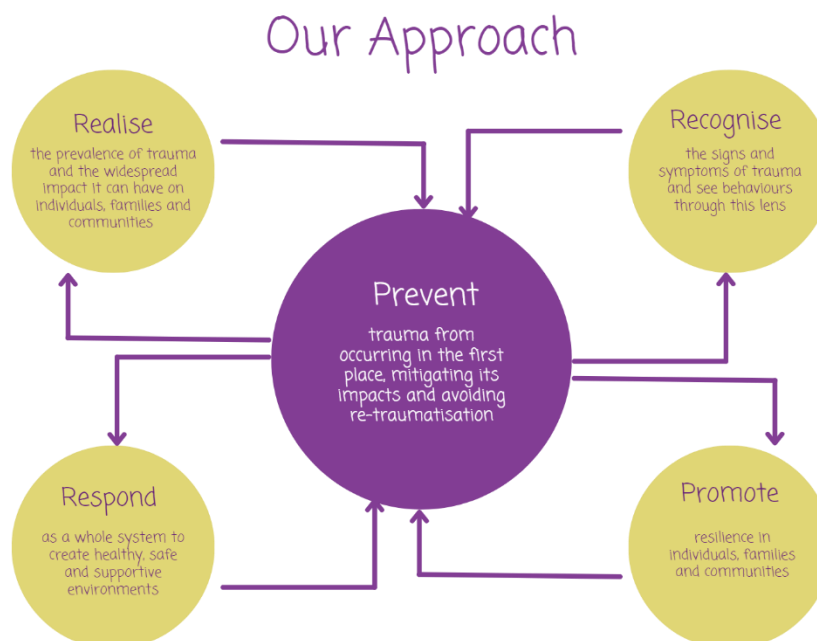 Our Approach
Realise
the prevalence of trauma
and the widespread
impact it can have on
individuals, families and
communities
Recognise
the signs and
symptoms of trauma
and see behaviours
through this lens
Prevent
trauma from
occurring in the first
place, mitigating its
impacts and avoiding
re-traumatisation
Respond
as a whole system to
create healthy, safe
and supportive
environments
Promote
resilience in
individuals, families
and communities